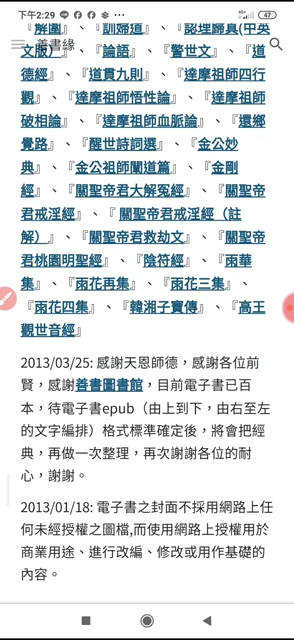 下午2:29
47
『解圍』、『訓婦道』、『認理歸真(中英
文版）』、『論語』、『警世文』、『道
善書緣
德經』、『道貫九則』、『達摩祖師四行
觀』、『達摩祖師悟性論』、『達摩祖師
破相論』、『達摩祖師血脈論』、『還鄉
覺路』、『醒世詩詞選』、『金公妙
典』、『金公祖師闡道篇』、『金剛
經』、『關聖帝君大解冤經』、『關聖帝
君戒淫經』、『 關聖帝君戒淫經（註
解）』、『關聖帝君救劫文』、『關聖帝
君桃園明聖經』、『陰符經』、『雨華
集』、『雨花再集』、『雨花三集』、
『雨花四集』、『韓湘子寶傳』、『高王
觀世音經』
2013/03/25: 感謝天恩師德，感謝各位前
賢，感謝善書圖書館，目前電子書已百
本，待電子書epub（由上到下，由右至左
的文字編排）格式標準確定後，將會把經
典，再做一次整理，再次謝謝各位的耐
心，謝謝。
2013/01/18: 電子書之封面不採用網路上任
何未經授權之圖檔,而使用網路上授權用於
商業用途、進行改編、修改或用作基礎的
內容。